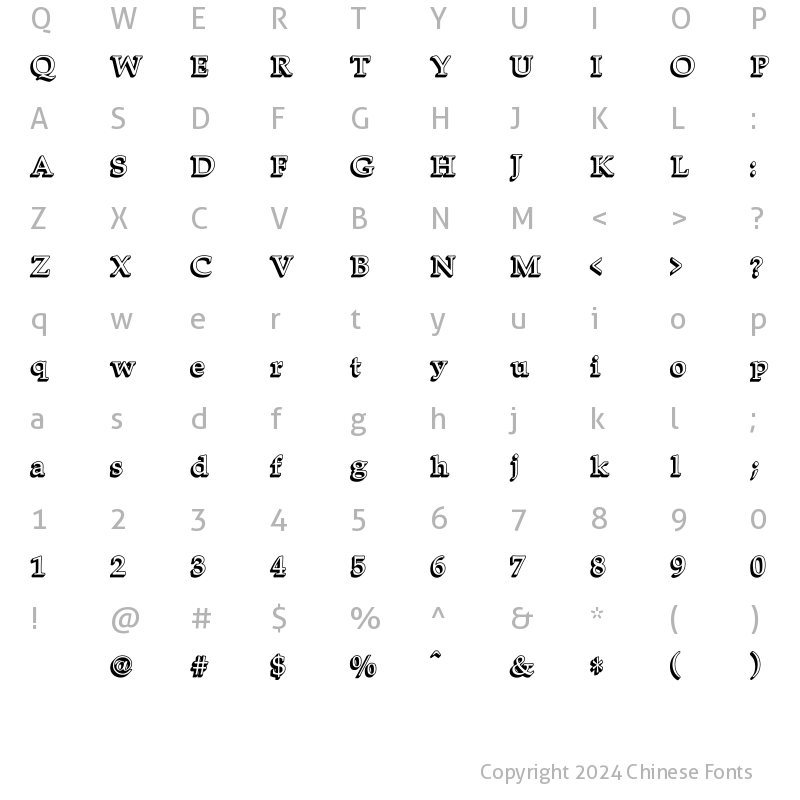 Q W E R T Y U I O P
Q W E R T Y U I O P
A S D F G H J K L :
A S D F G H J K L :
Z X C V B N M < > ?
Z X C V B N M < > ?
q w e r t y u i o p
q w e r t y u i o p
a s d f g h j k l ;
a s d f g h j k l ;
1 2 3 4 5 6 7 8 9 0
1 2 3 4 5 6 7 8 9 0
! @ # $ % ^ & * ( )
@ # $ % ^ & * ( )
Copyright 2024 Chinese Fonts